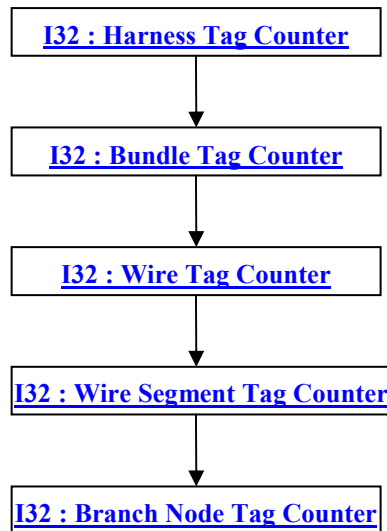 I32 : Harness Tag Counter
I32 : Bundle Tag Counter
I32 : Wire Tag Counter
I32 : Wire Segment Tag Counter
I32 : Branch Node Tag Counter